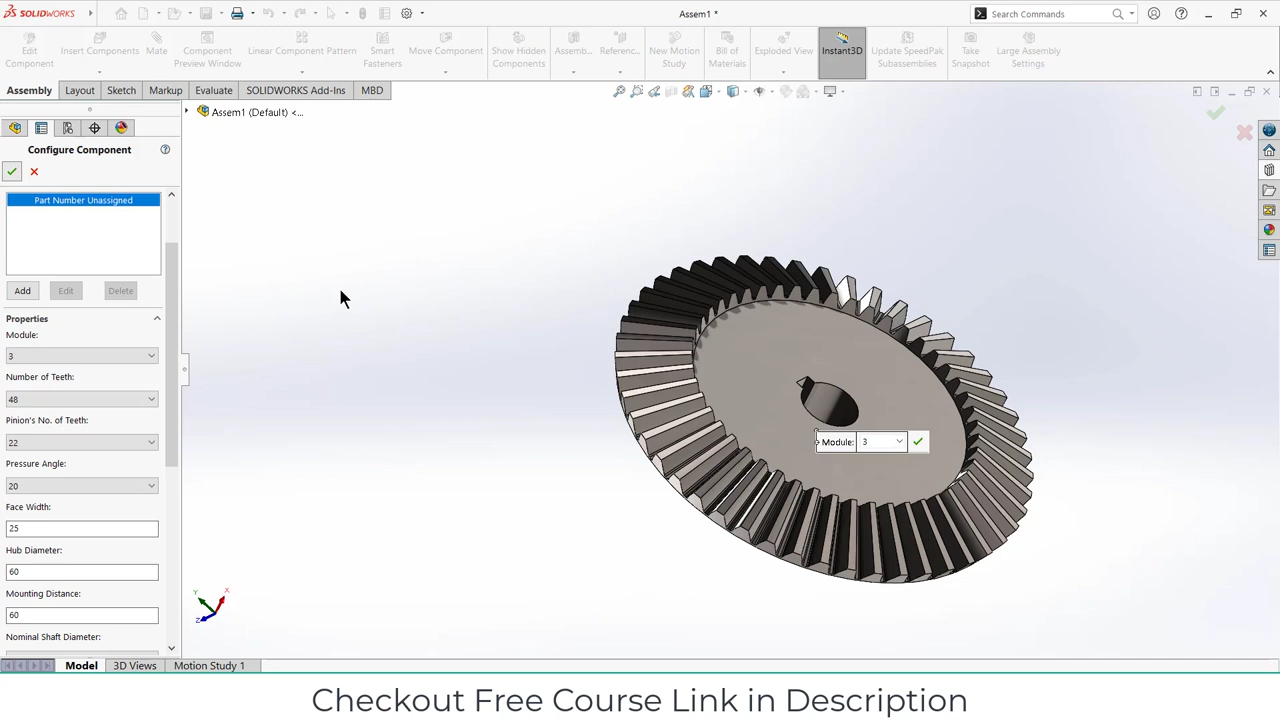 SOLIDWORKS
Assem1 *
Search Commands
Edit Component
Insert Components
Mate
Component Preview Window
Linear Component Pattern
Smart Fasteners
Move Component
Show Hidden Components
Assemb...
Referenc...
New Motion Study
Bill of Materials
Exploded View
Instant3D
Update SpeedPak Subassemblies
Take Snapshot
Large Assembly Settings
Assembly
Layout
Sketch
Markup
Evaluate
SOLIDWORKS Add-Ins
MBD
Assem1 (Default) <...
Configure Component
Part Number Unassigned
Add
Edit
Delete
Properties
Module:
3
Number of Teeth:
48
Pinion's No. of Teeth:
22
Pressure Angle:
20
Face Width:
25
Hub Diameter:
60
Mounting Distance:
60
Nominal Shaft Diameter:
Module: 3
Y
X
Z
Model
3D Views
Motion Study 1
Checkout Free Course Link in Description